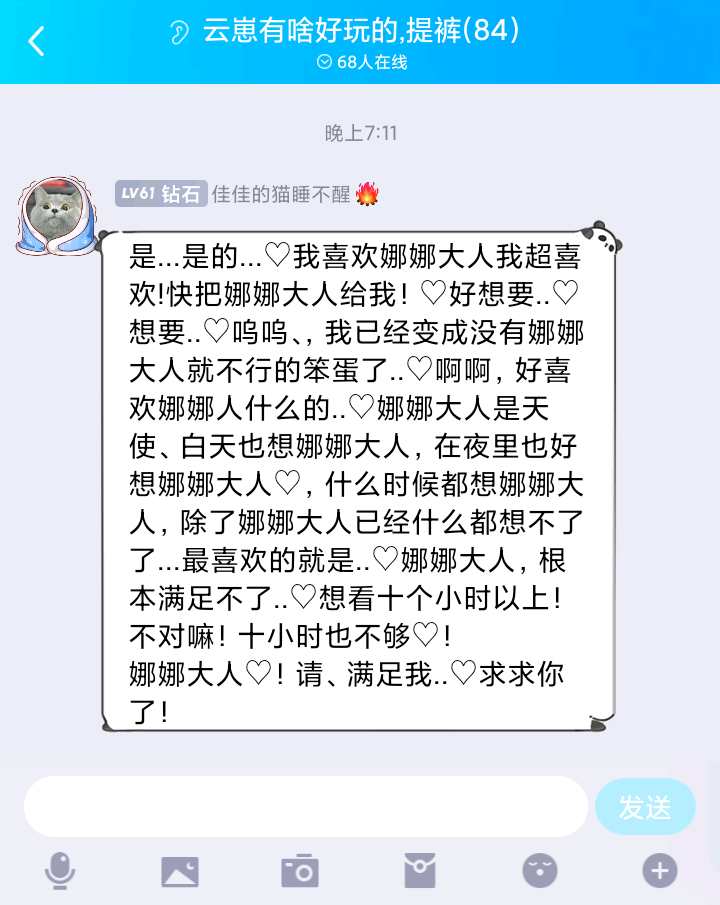 云崽有啥好玩的,提裤(84)
68人在线
晚上7:11
LV61 钻石 佳佳的猫睡不醒🔥
是...是的...♡我喜欢娜娜大人我超喜
欢!快把娜娜大人给我！♡好想要..♡
想要..♡呜呜、，我已经变成没有娜娜
大人就不行的笨蛋了..♡啊啊，好喜
欢娜娜人什么的..♡娜娜大人是天
使、白天也想娜娜大人，在夜里也好
想娜娜大人♡，什么时候都想娜娜大
人，除了娜娜大人已经什么都想不了
了...最喜欢的就是..♡娜娜大人，根
本满足不了..♡想看十个小时以上！
不对嘛！十小时也不够♡！
娜娜大人♡！请、满足我..♡求求你
了！
发送